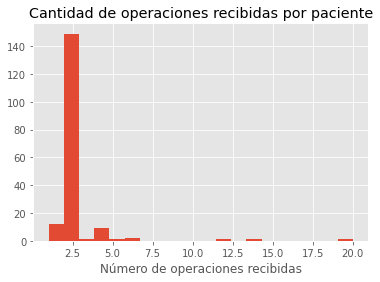 Cantidad de operaciones recibidas por paciente
140
120
100
80
60
40
20
0
2.5 5.0 7.5 10.0 12.5 15.0 17.5 20.0
Número de operaciones recibidas